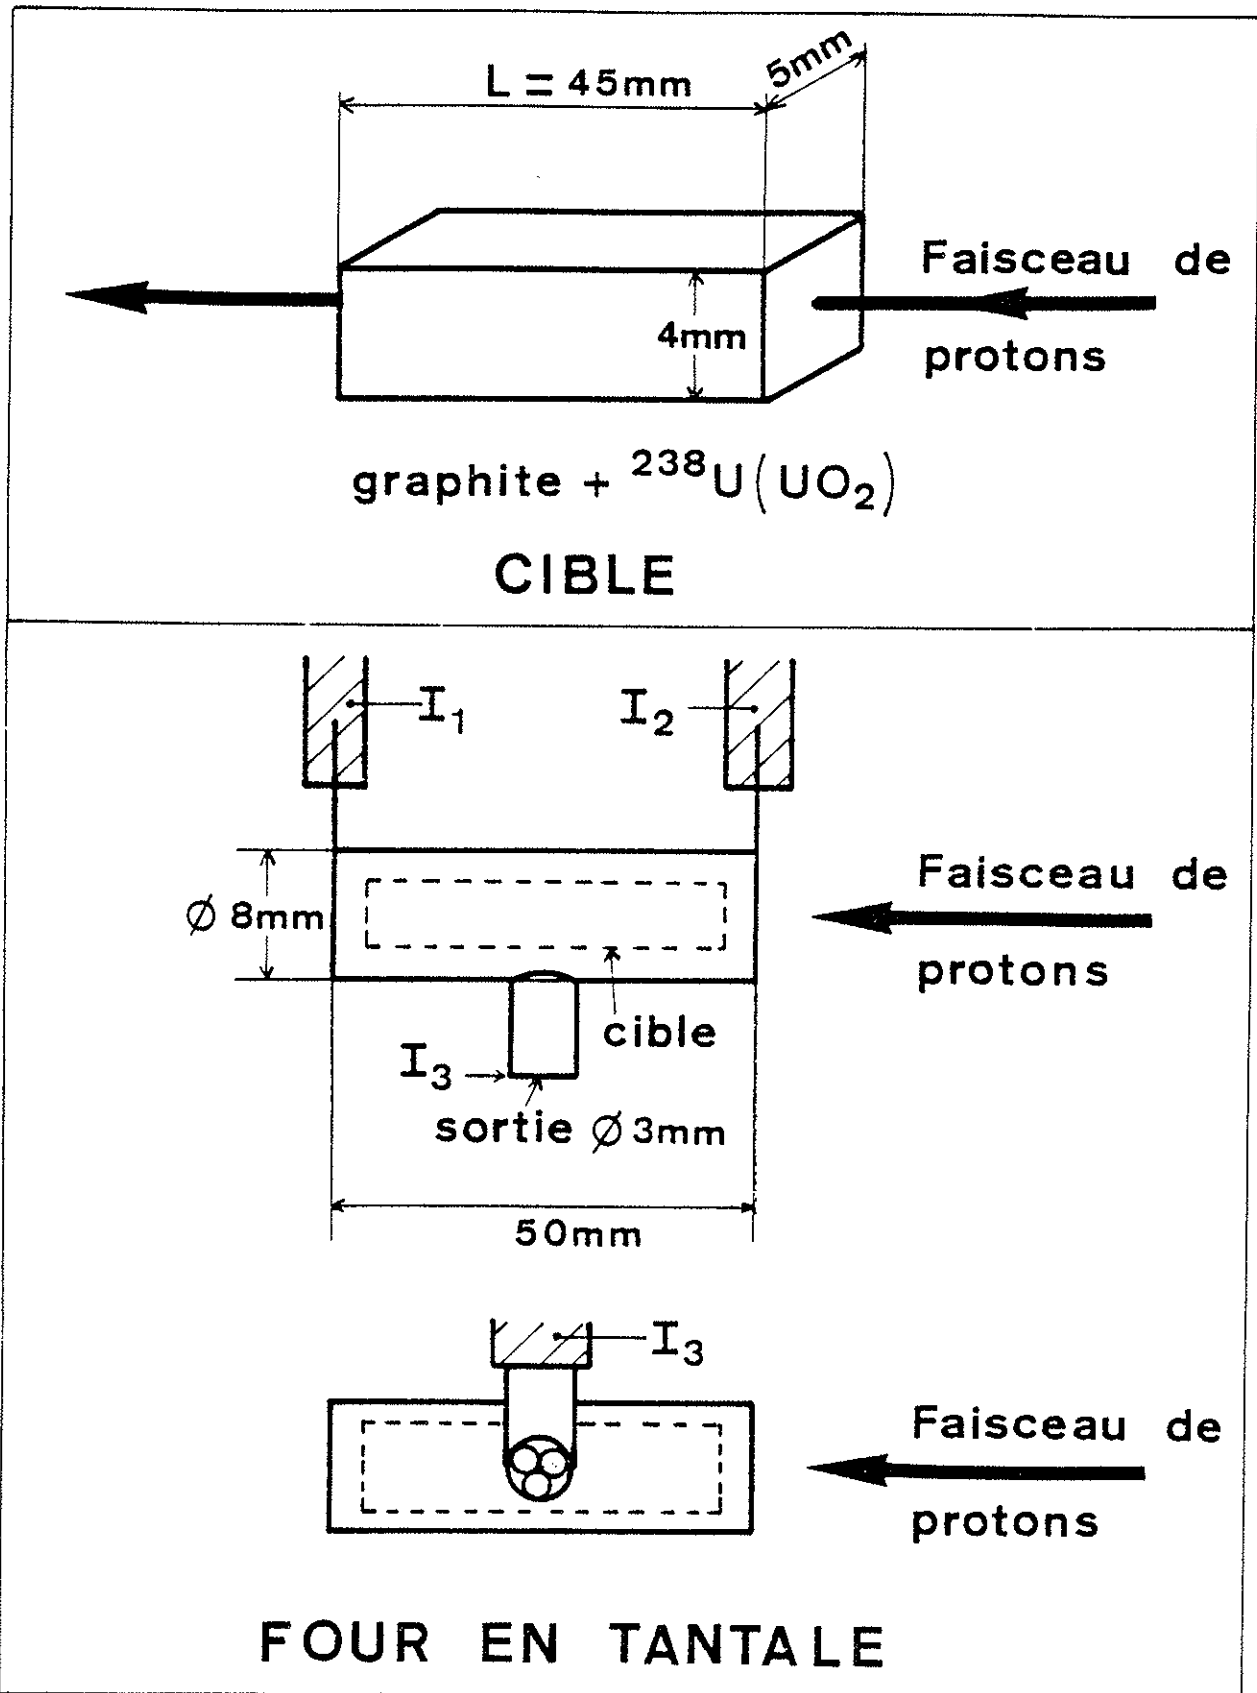 L = 45mm
5mm
Faisceau de
protons
4mm
graphite + ²³⁸U(UO₂)
CIBLE
I₁
I₂
Ø 8mm
Faisceau de
protons
cible
I₃
sortie Ø 3mm
50mm
I₃
Faisceau de
protons
FOUR EN TANTALE